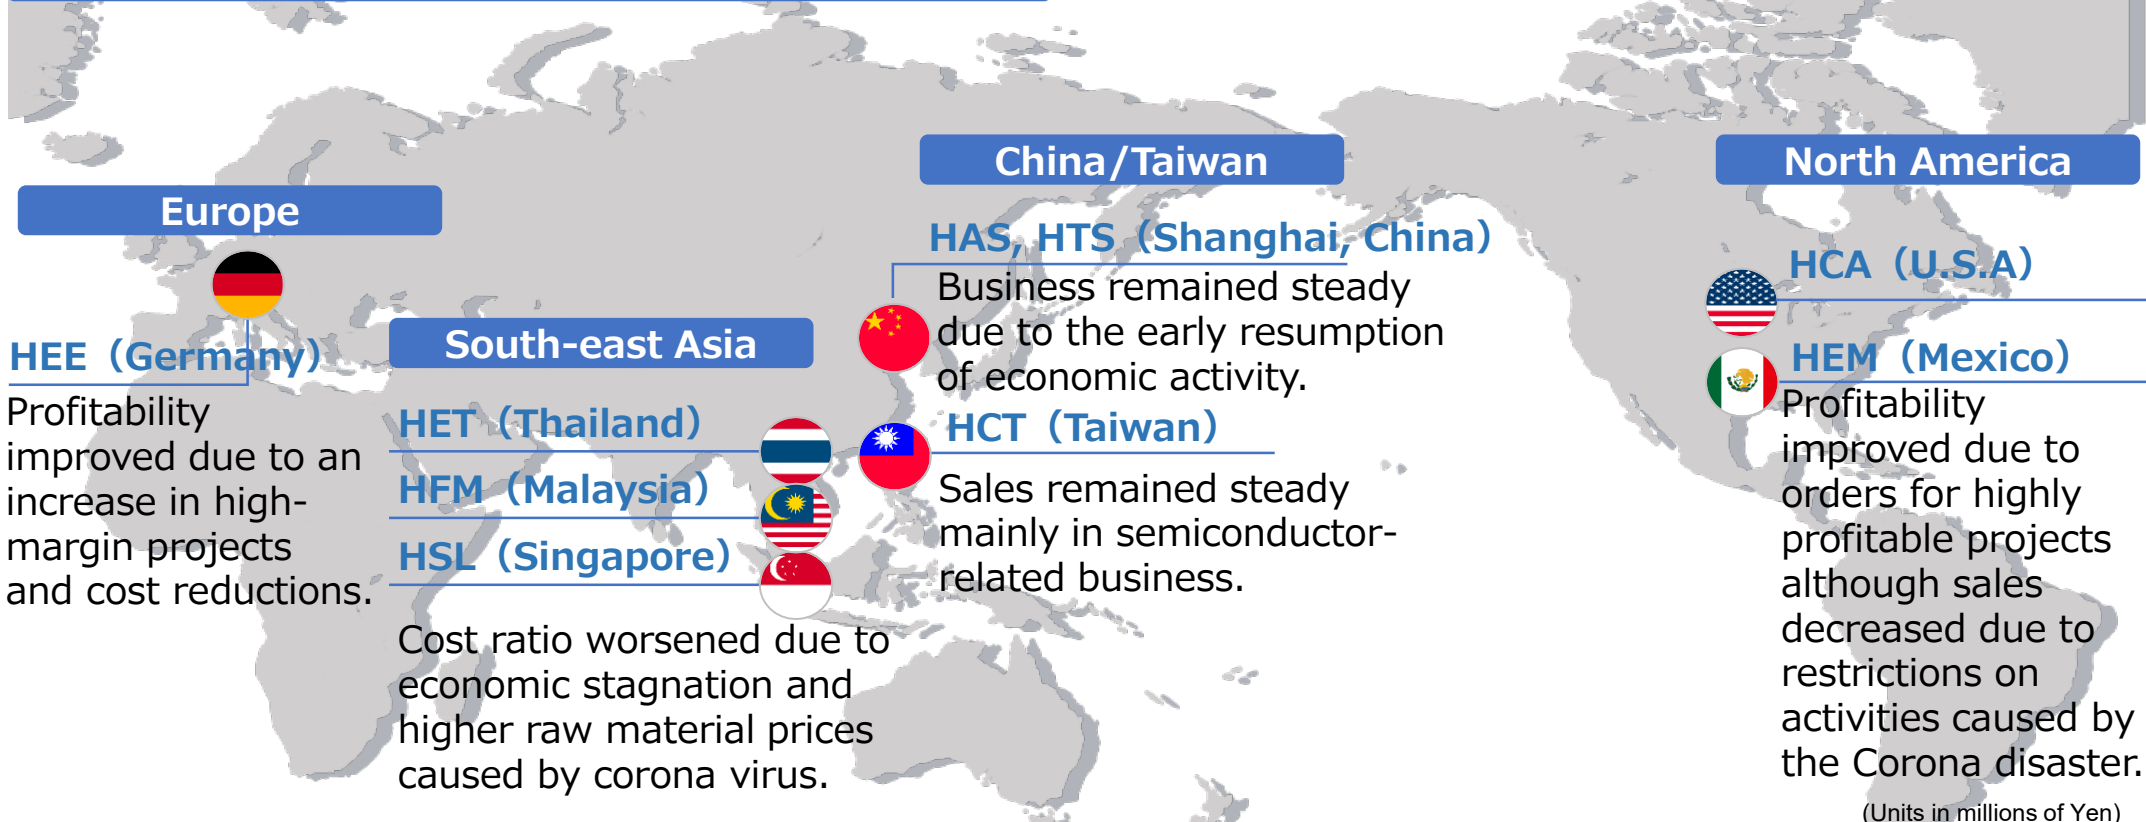 Europe
HEE（Germany）
Profitability
improved due to an
increase in high-
margin projects
and cost reductions.
South-east Asia
HET（Thailand）
HFM（Malaysia）
HSL（Singapore）
Cost ratio worsened due to
economic stagnation and
higher raw material prices
caused by corona virus.
China/Taiwan
HAS, HTS（Shanghai, China）
Business remained steady
due to the early resumption
of economic activity.
HCT（Taiwan）
Sales remained steady
mainly in semiconductor-
related business.
North America
HCA（U.S.A）
HEM（Mexico）
Profitability
improved due to
orders for highly
profitable projects
although sales
decreased due to
restrictions on
activities caused by
the Corona disaster.
(Units in millions of Yen)